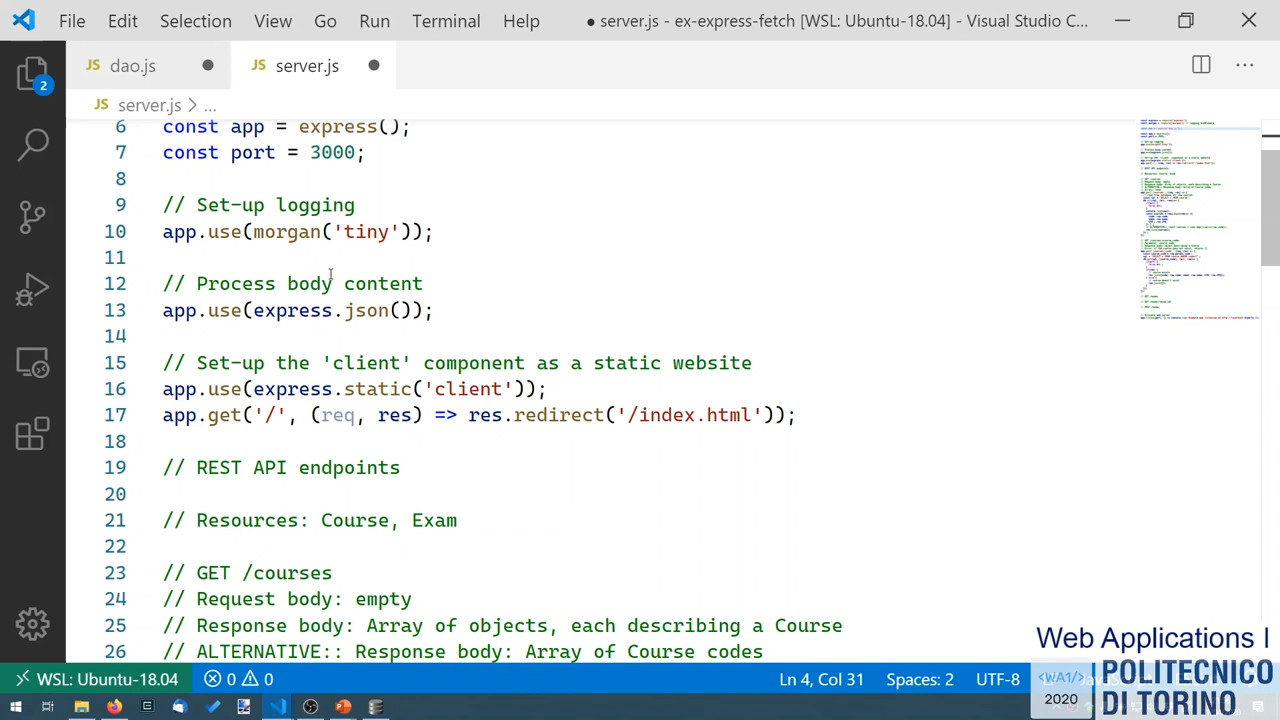 File Edit Selection View Go Run Terminal Help ● server.js - ex-express-fetch [WSL: Ubuntu-18.04] - Visual Studio C...
JS dao.js ● JS server.js ●
JS server.js > ...
2
6 const app = express();
7 const port = 3000;
8
9 // Set-up logging
10 app.use(morgan('tiny'));
11
12 // Process body content
13 app.use(express.json());
14
15 // Set-up the 'client' component as a static website
16 app.use(express.static('client'));
17 app.get('/', (req, res) => res.redirect('/index.html'));
18
19 // REST API endpoints
20
21 // Resources: Course, Exam
22
23 // GET /courses
24 // Request body: empty
25 // Response body: Array of objects, each describing a Course
26 // ALTERNATIVE:: Response body: Array of Course codes
Web Applications I
WSL: Ubuntu-18.04 0 0 Ln 4, Col 31 Spaces: 2 UTF-8
<WA1/>
2020
POLITECNICO
DI TORINO